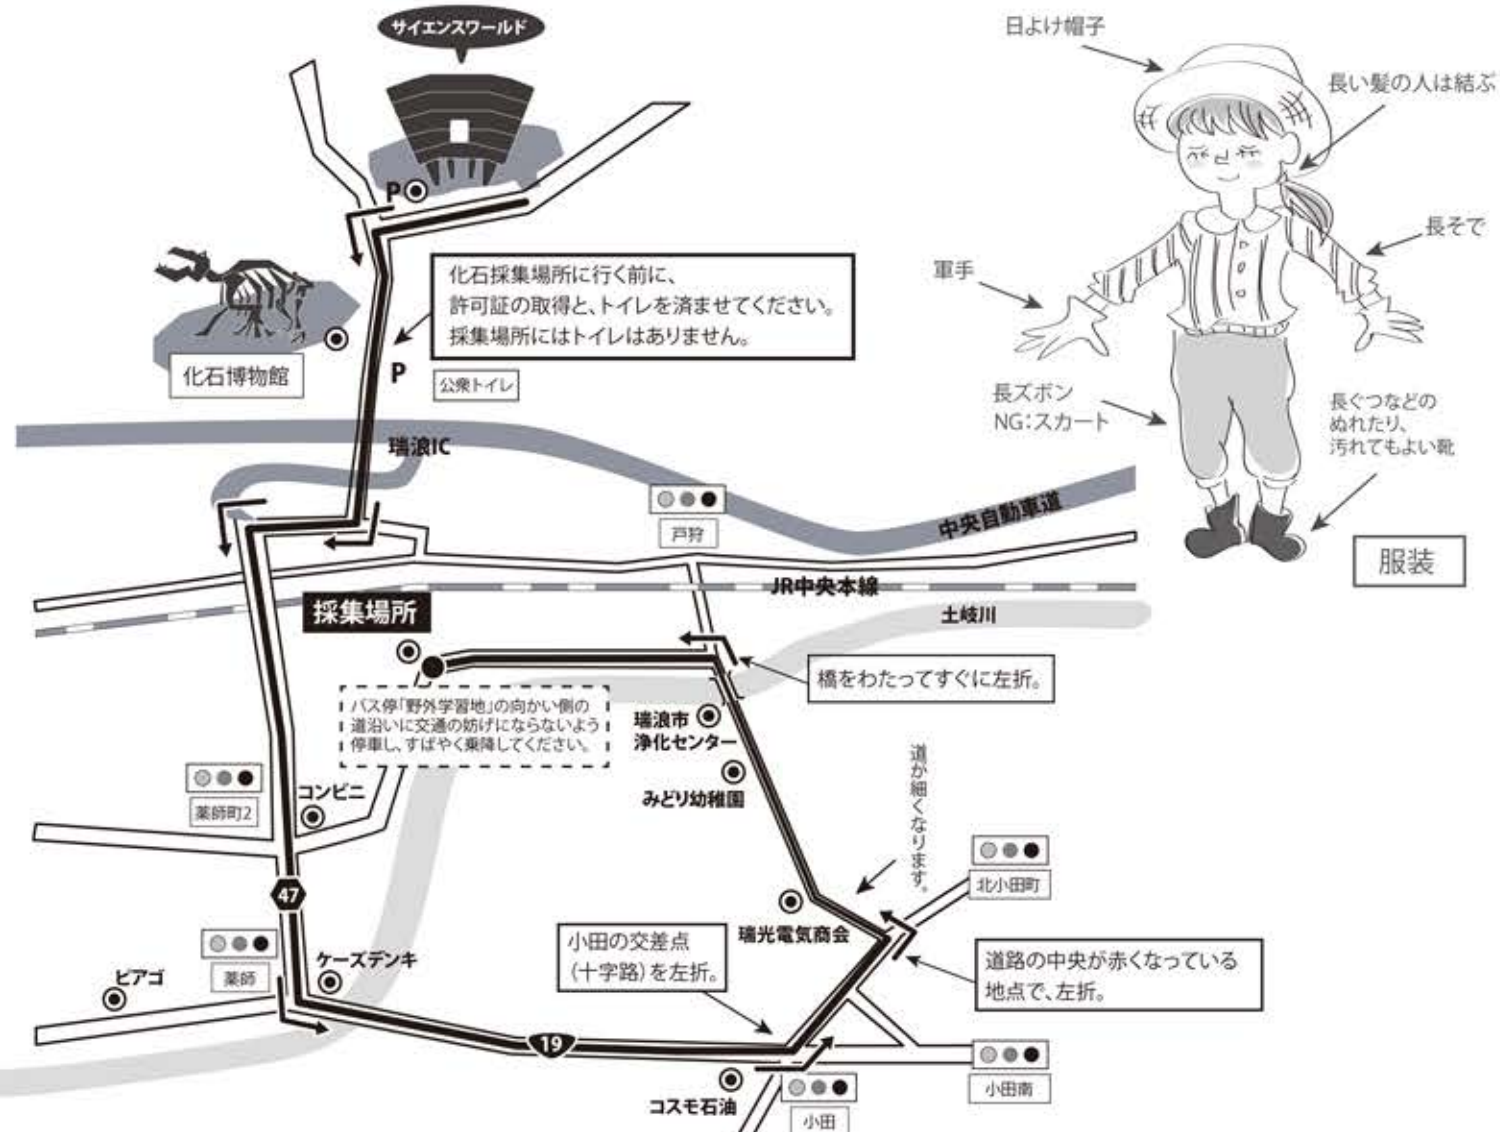 サイエンスワールド
P
化石採集場所に行く前に、
許可証の取得と、トイレを済ませてください。
採集場所にはトイレはありません。
化石博物館
P
公衆トイレ
瑞浪IC
戸狩
中央自動車道
JR中央本線
土岐川
採集場所
橋をわたってすぐに左折。
バス停「野外学習地」の向かい側の
道沿いに交通の妨げにならないよう
停車し、すばやく乗降してください。
瑞浪市
浄化センター
みどり幼稚園
道が細くなります。
薬師町2
コンビニ
47
北小田町
瑞光電気商会
小田の交差点
(十字路)を左折。
道路の中央が赤くなっている
地点で、左折。
薬師
ケーズデンキ
ピアゴ
19
コスモ石油
小田
小田南
日よけ帽子
長い髪の人は結ぶ
長そで
軍手
長ズボン
NG:スカート
長ぐつなどの
ぬれたり、
汚れてもよい靴
服装